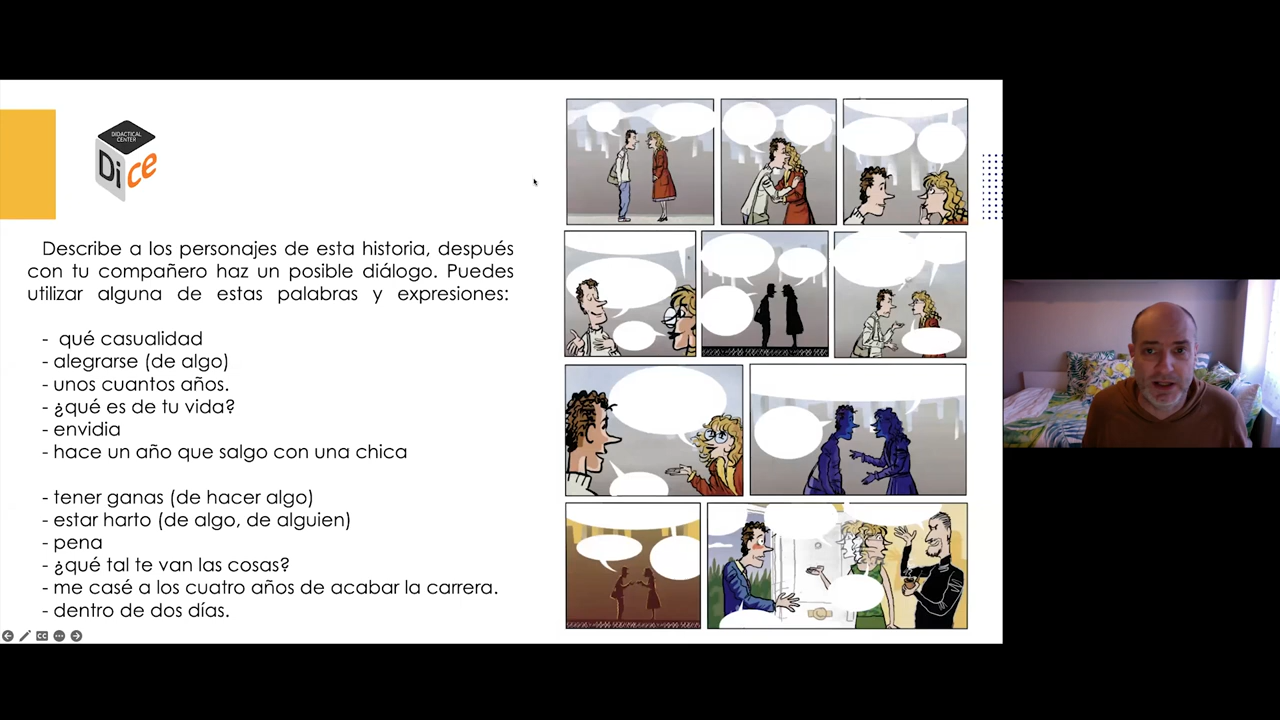 DIDACTICAL
CENTER
Dice
Describe a los personajes de esta historia, después
con tu compañero haz un posible diálogo. Puedes
utilizar alguna de estas palabras y expresiones:
- qué casualidad
- alegrarse (de algo)
- unos cuantos años.
- ¿qué es de tu vida?
- envidia
- hace un año que salgo con una chica
- tener ganas (de hacer algo)
- estar harto (de algo, de alguien)
- pena
- ¿qué tal te van las cosas?
- me casé a los cuatro años de acabar la carrera.
- dentro de dos días.
CC